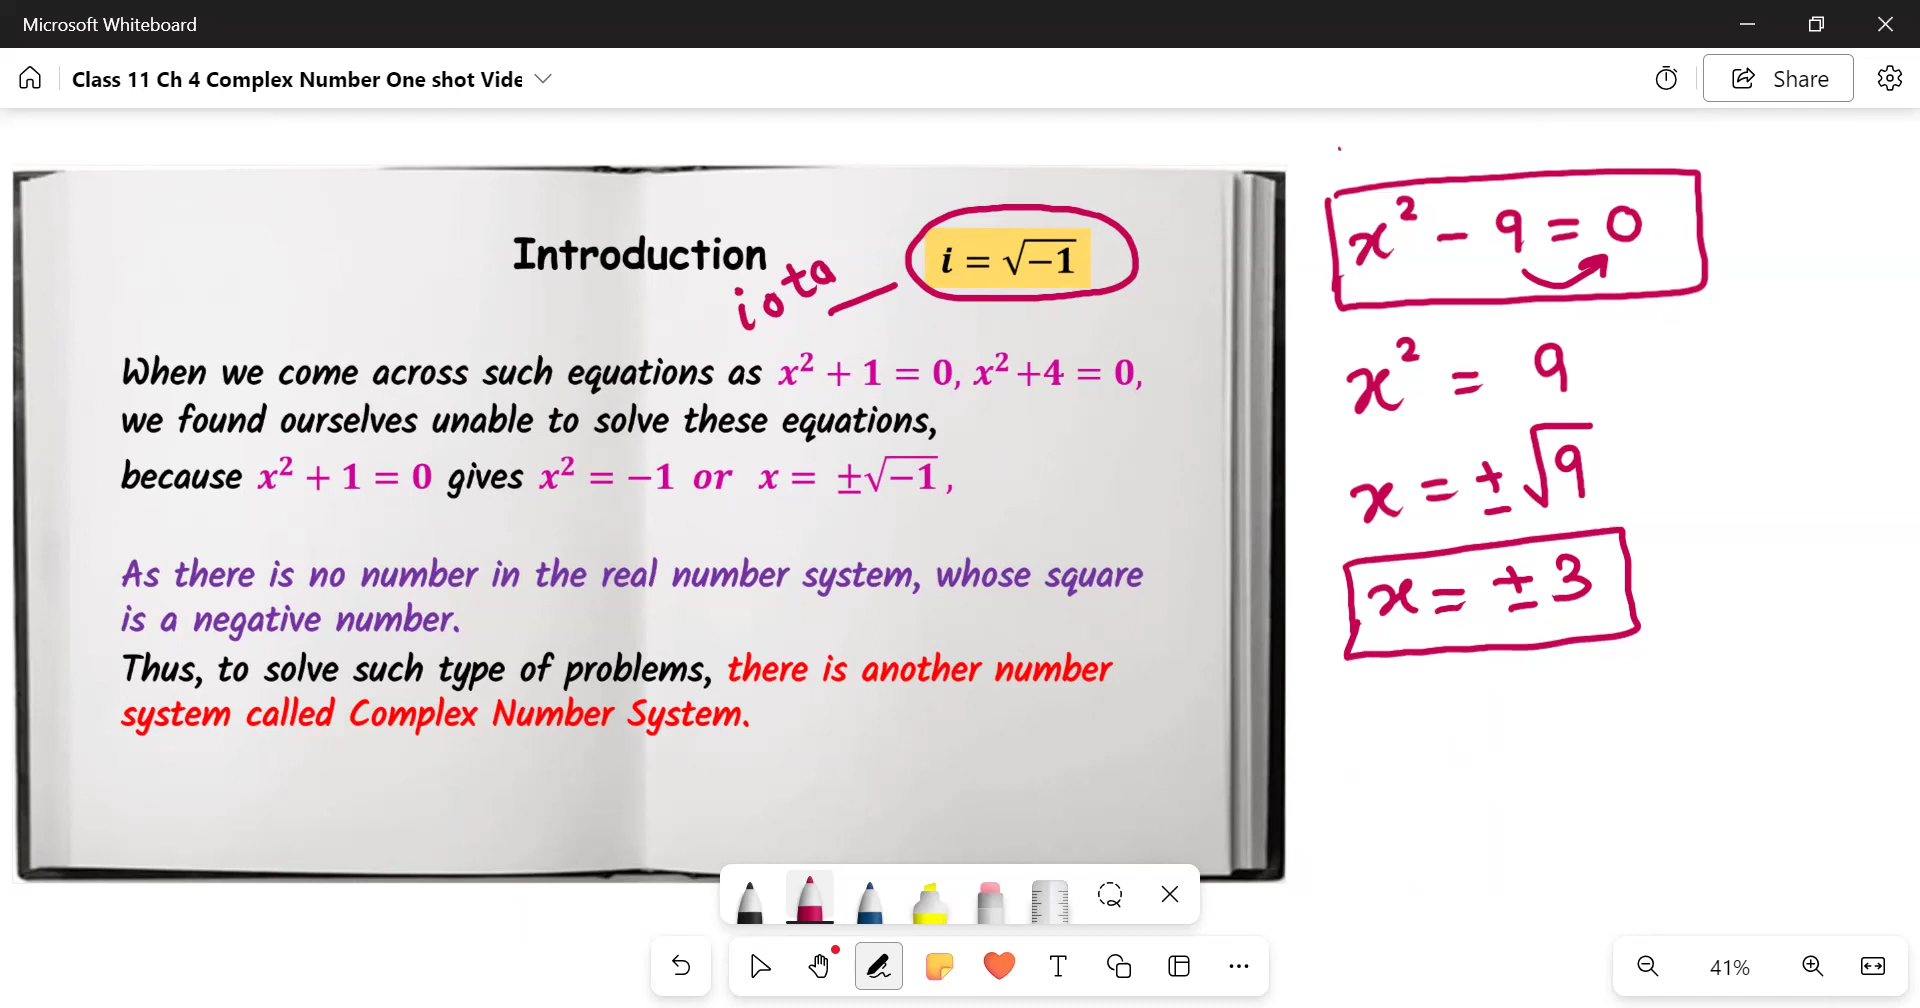 Microsoft Whiteboard
Class 11 Ch 4 Complex Number One shot Vide
Share
Introduction
i = √−1
iota
When we come across such equations as x² + 1 = 0, x² +4 = 0,
we found ourselves unable to solve these equations,
because x² + 1 = 0 gives x² = −1 or x = ±√−1 ,
As there is no number in the real number system, whose square
is a negative number.
Thus, to solve such type of problems, there is another number
system called Complex Number System.
x² − 9 = 0
x² = 9
x = ± √9
x = ± 3
T
41%